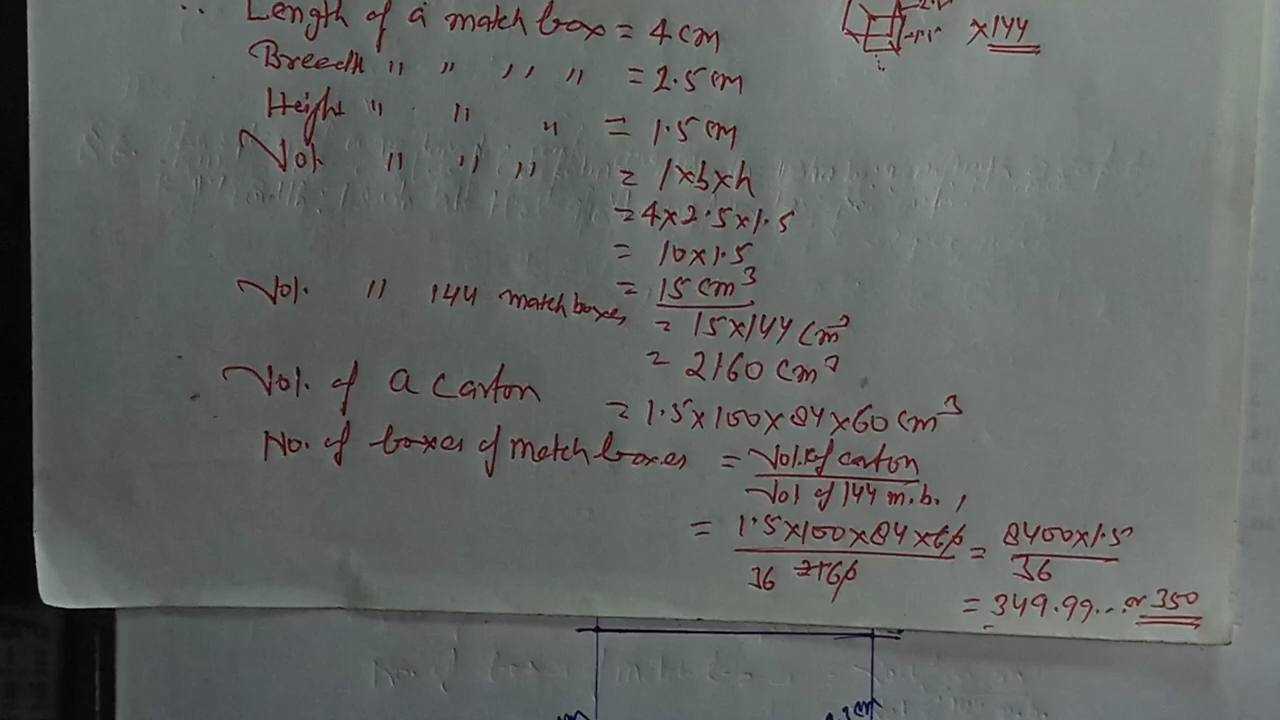 ∴ Length of a match box = 4 cm
×144
Breadth " " " " = 2.5 cm
Height " " " = 1.5 cm
Vol. " " " = l×b×h
= 4×2.5×1.5
= 10×1.5
= 15 cm³
Vol. " 144 match boxes = 15×144 cm³
= 2160 cm³
Vol. of a carton = 1.5×100×84×60 cm³
No. of boxes of match boxes = Vol. of carton
Vol of 144 m.b.
= 1.5×100×84×60 = 8400×1.5
36 2160 36
= 349.99... or 350